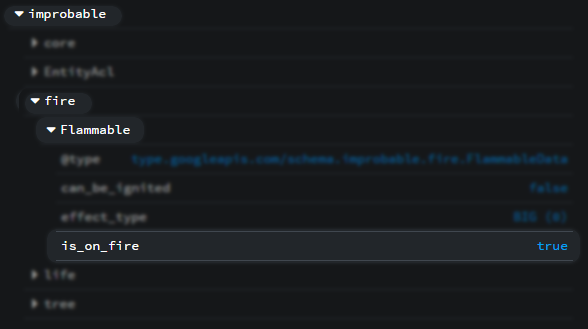 improbable
core
EntityAcl
fire
Flammable
@type type.googleapis.com/schema.improbable.fire.FlammableData
can_be_ignited false
effect_type BIG (0)
is_on_fire true
life
tree